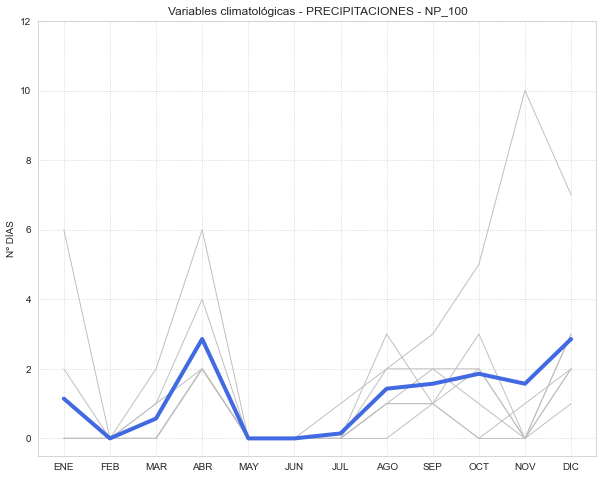 Variables climatológicas - PRECIPITACIONES - NP_100
12
10
8
6
4
2
0
N° DÍAS
ENE FEB MAR ABR MAY JUN JUL AGO SEP OCT NOV DIC